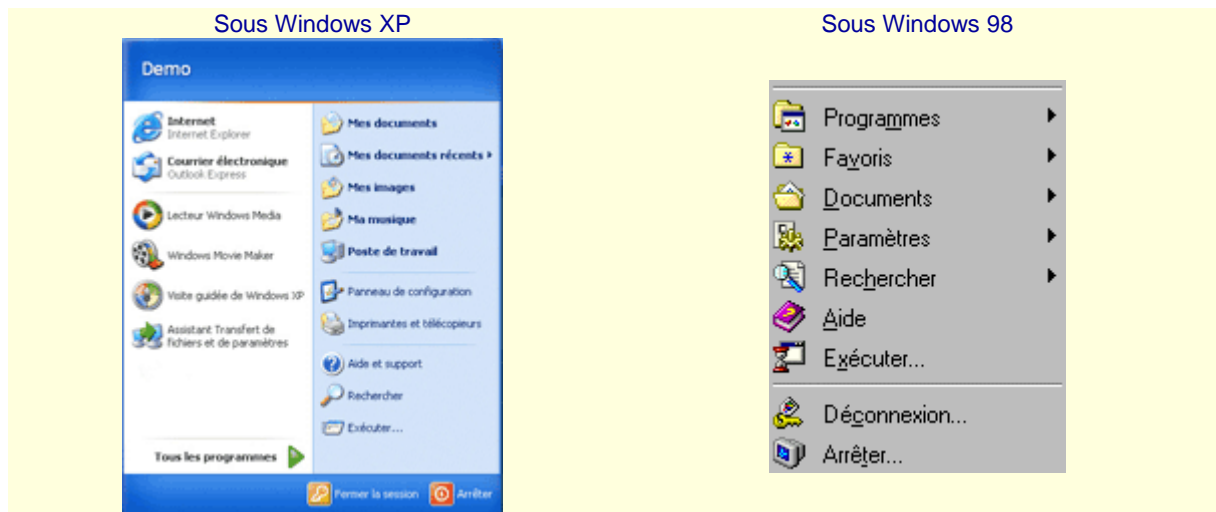 Sous Windows XP
Demo
Internet
Internet Explorer
Courrier électronique
Outlook Express
Lecteur Windows Media
Windows Movie Maker
Visite guidée de Windows XP
Assistant Transfert de
fichiers et de paramètres
Tous les programmes
Mes documents
Mes documents récents
Mes images
Ma musique
Poste de travail
Panneau de configuration
Imprimantes et télécopieurs
Aide et support
Rechercher
Exécuter...
Fermer la session
Arrêter
Sous Windows 98
Programmes
Favoris
Documents
Paramètres
Rechercher
Aide
Exécuter...
Déconnexion...
Arrêter...